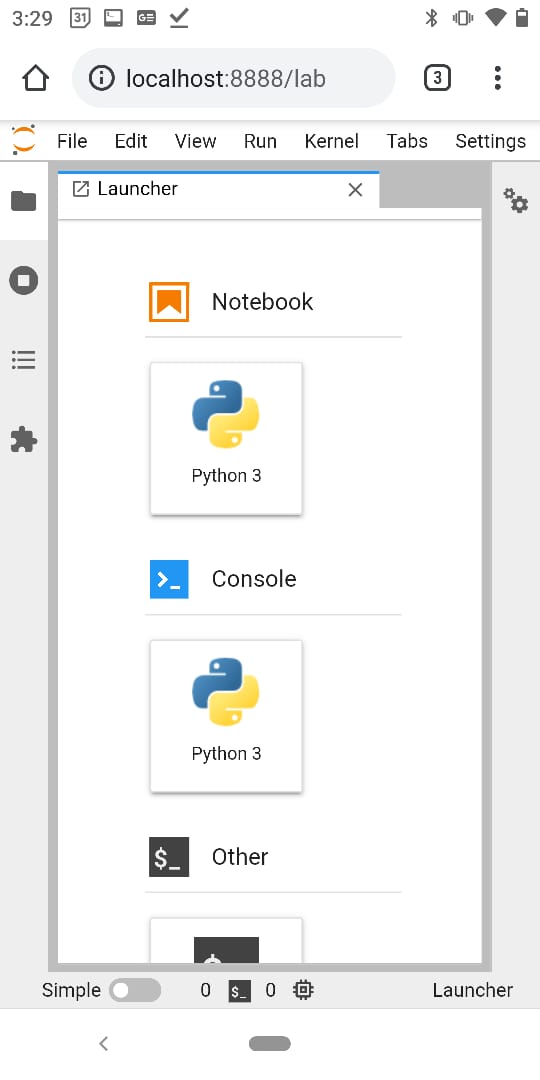 3:29 31 GE
localhost:8888/lab 3
File Edit View Run Kernel Tabs Settings
Launcher
Notebook
Python 3
>_ Console
Python 3
$_ Other
Simple 0 $_ 0 Launcher